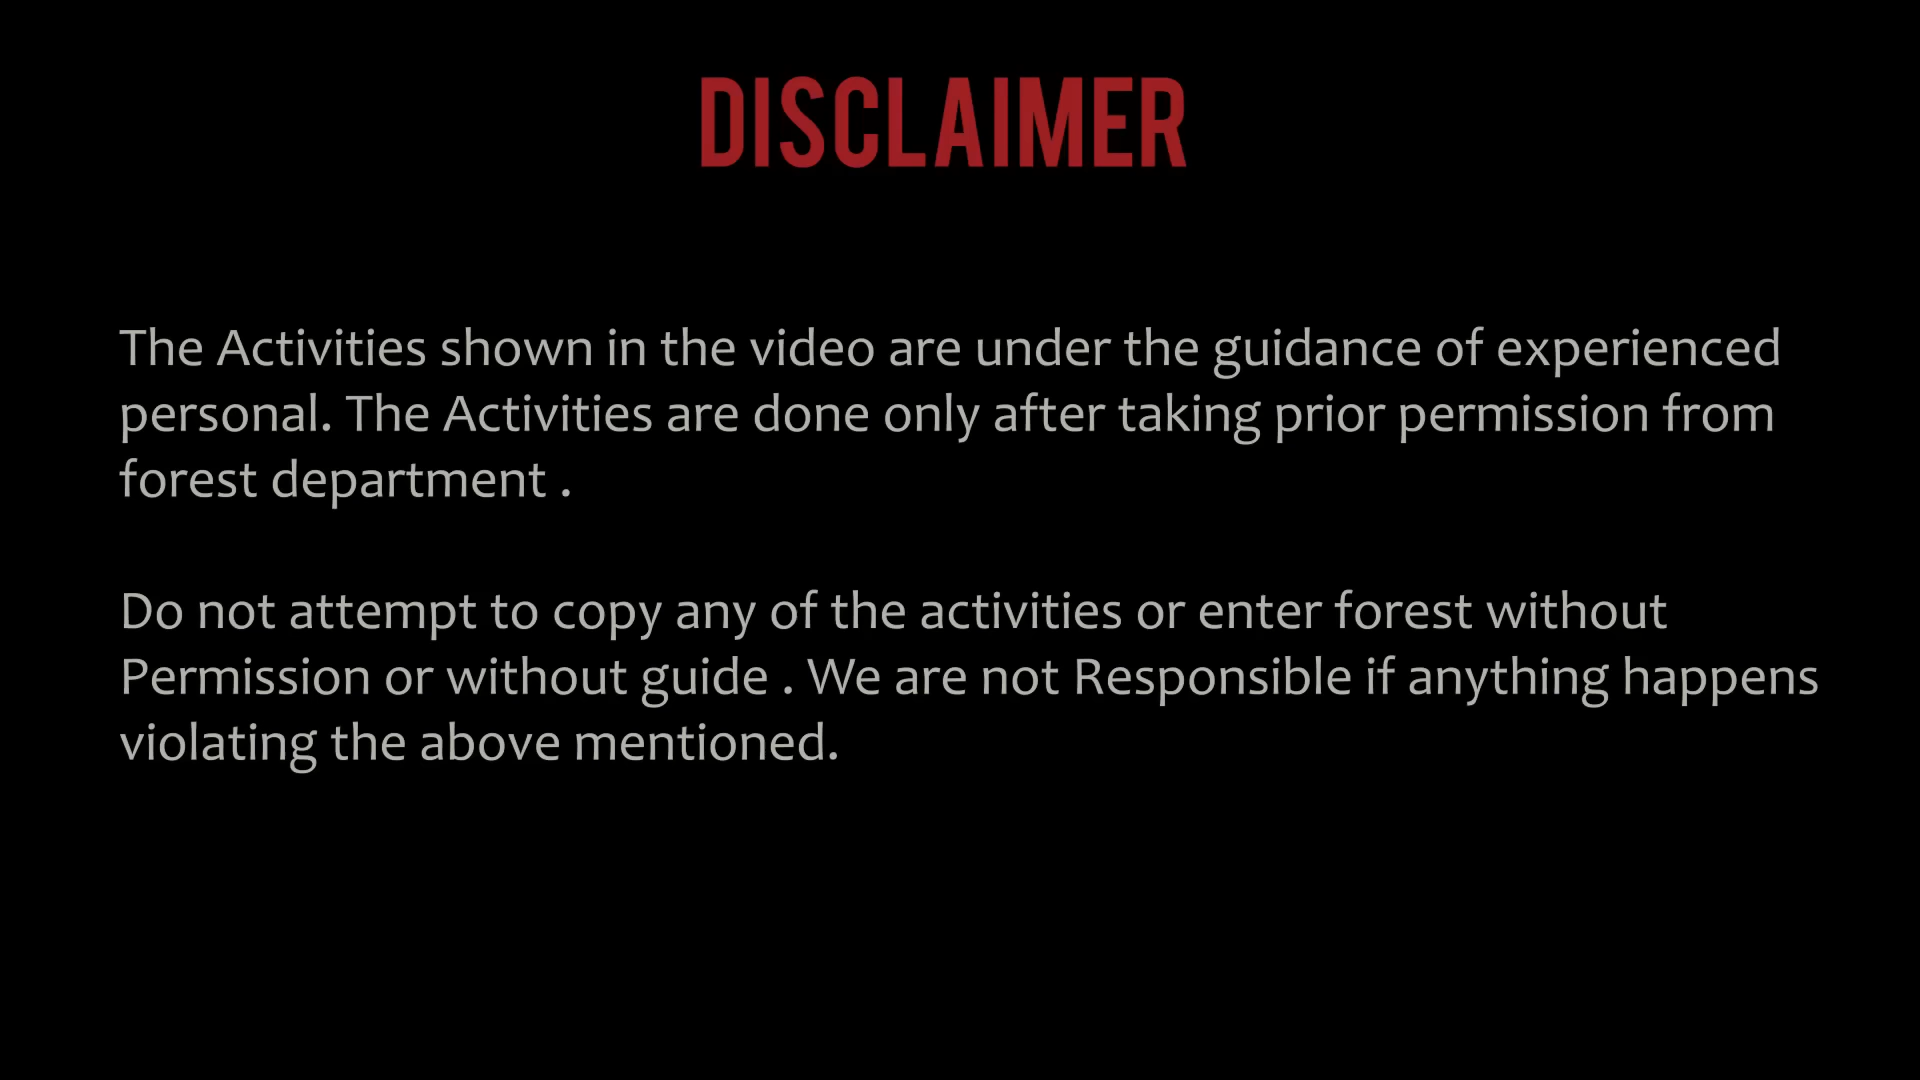 DISCLAIMER
The Activities shown in the video are under the guidance of experienced
personal. The Activities are done only after taking prior permission from
forest department .
Do not attempt to copy any of the activities or enter forest without
Permission or without guide . We are not Responsible if anything happens
violating the above mentioned.